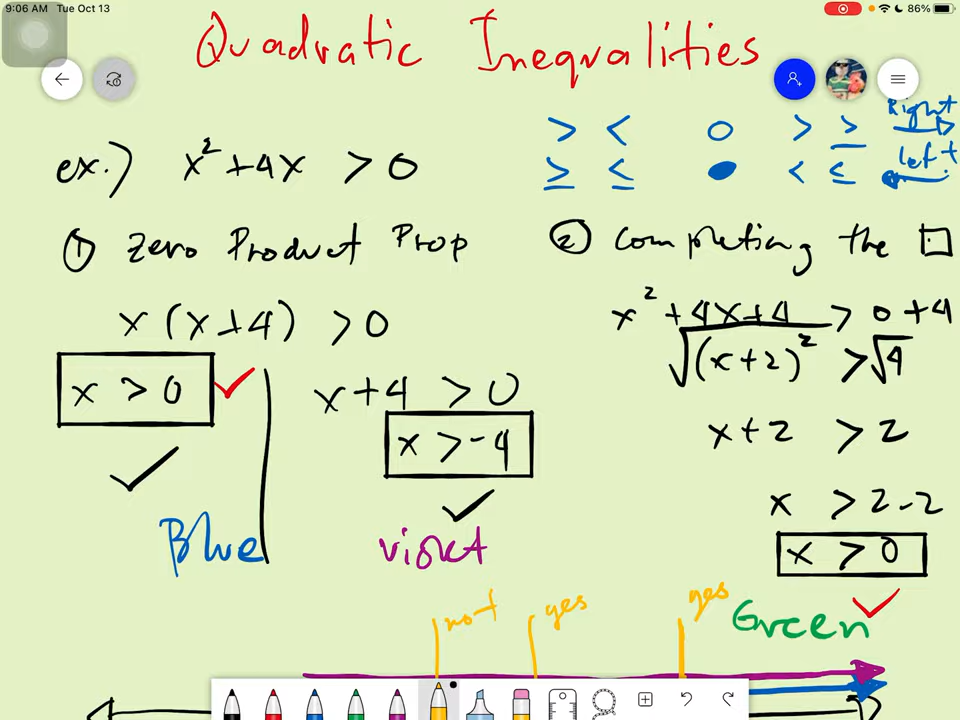 9:06 AM Tue Oct 13
86%
Quadratic Inequalities
> < ○ > ≥ Right
≥ ≤ ● < ≤ left
ex.) x² + 4x > 0
① Zero Product Prop
x (x+4) > 0
x > 0
x+4 > 0
x > -4
Blue
violet
② Completing the □
x² + 4x + 4 > 0 + 4
√(x+2)² > √4
x+2 > 2
x > 2-2
x > 0
Green
not yes yes